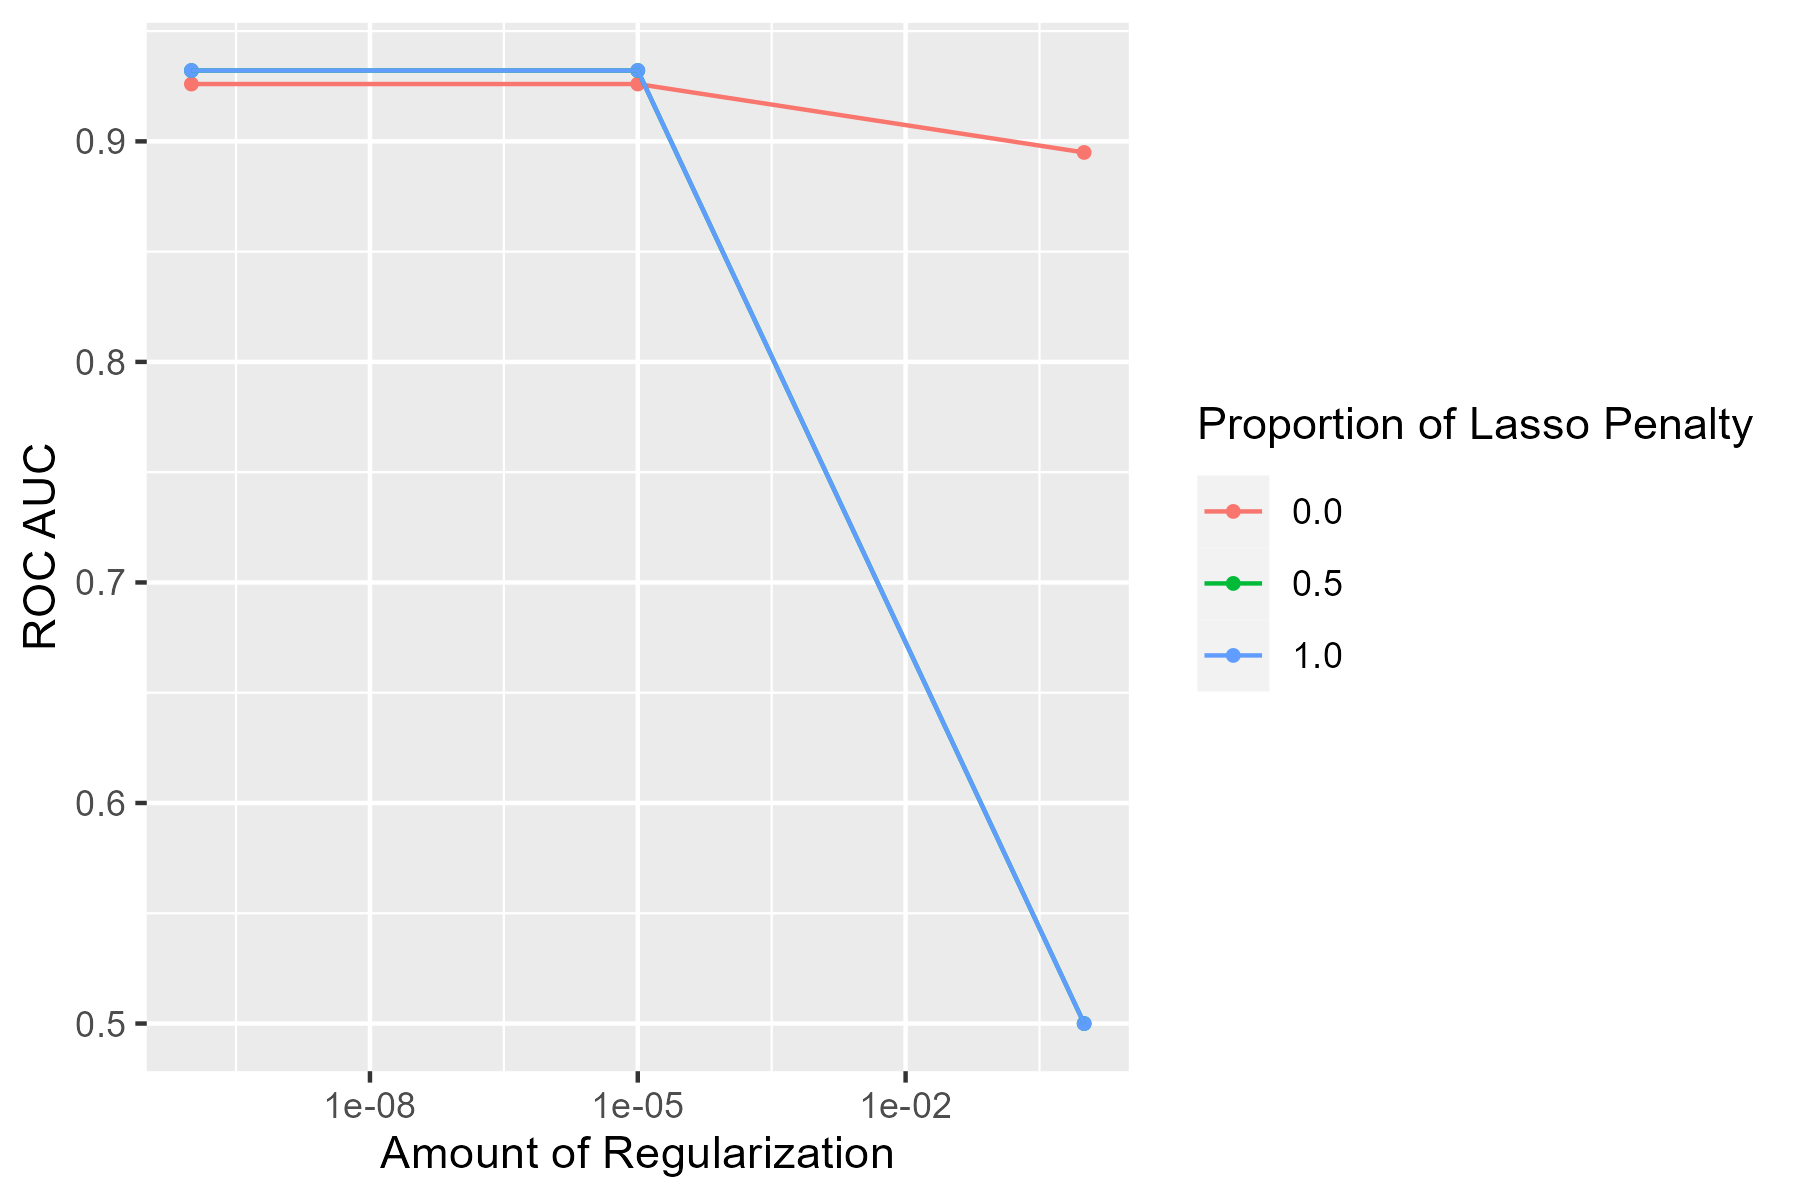 0.9
0.8
0.7
0.6
0.5
ROC AUC
1e-08
1e-05
1e-02
Amount of Regularization
Proportion of Lasso Penalty
0.0
0.5
1.0